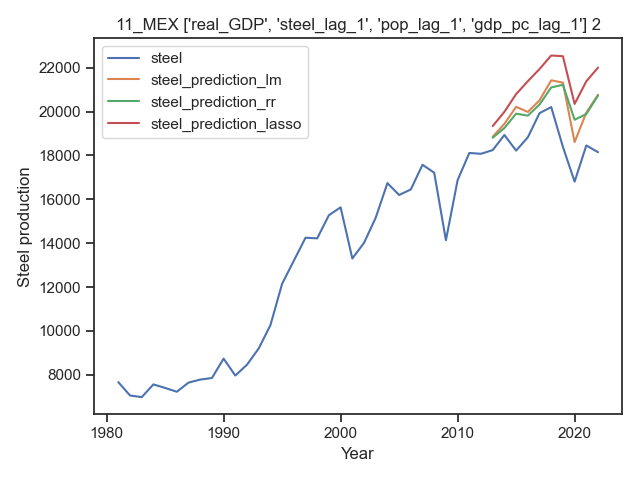 11_MEX ['real_GDP', 'steel_lag_1', 'pop_lag_1', 'gdp_pc_lag_1'] 2
steel
steel_prediction_lm
steel_prediction_rr
steel_prediction_lasso
Steel production
22000
20000
18000
16000
14000
12000
10000
8000
1980
1990
2000
2010
2020
Year